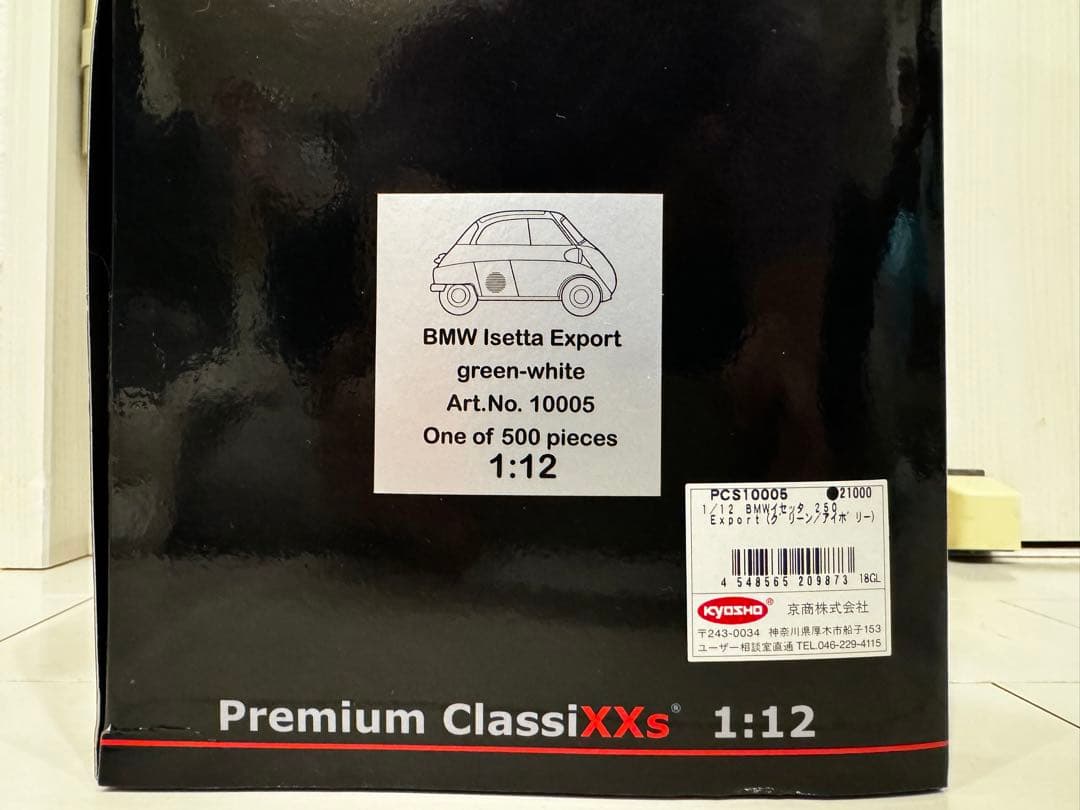 BMW Isetta Export
green-white
Art.No. 10005
One of 500 pieces
1:12
PCS10005 ●21000
1/12 BMWイセッタ 250
Export(グリーン/アイボリー)
4 548565 209873 18GL
KYOSHO® 京商株式会社
〒243-0034 神奈川県厚木市船子153
ユーザー相談室直通 TEL.046-229-4115
Premium ClassiXXs® 1:12